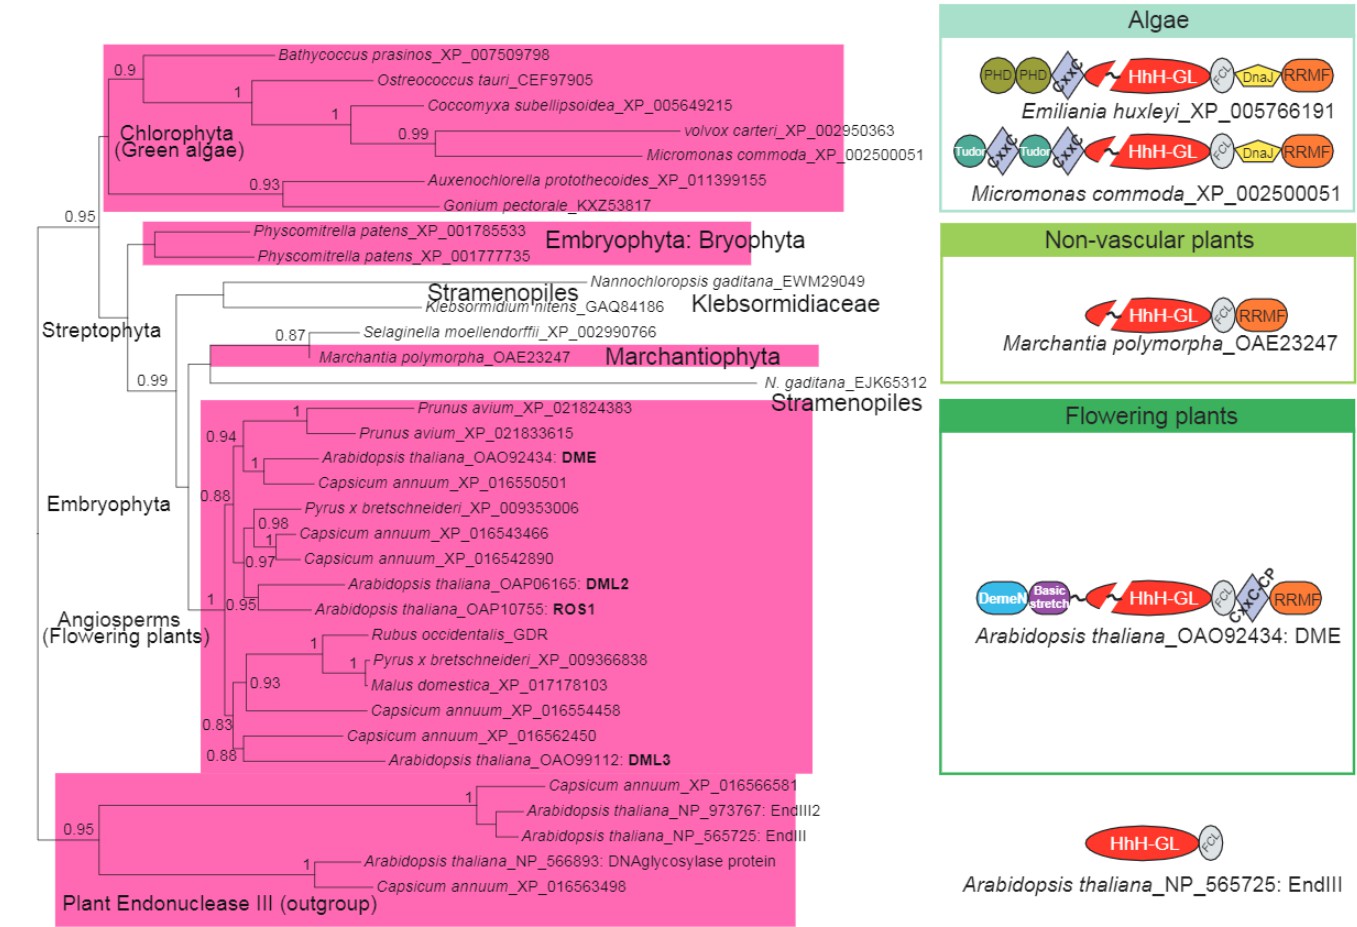 Bathycoccus prasinos_XP_007509798
0.9
Ostreococcus tauri_CEF97905
1
Coccomyxa subellipsoidea_XP_005649215
1
Chlorophyta
(Green algae)
volvox carteri_XP_002950363
0.99
Micromonas commoda_XP_002500051
Auxenochlorella protothecoides_XP_011399155
0.93
Gonium pectorale_KXZ53817
0.95
Physcomitrella patens_XP_001785533
Embryophyta: Bryophyta
Physcomitrella patens_XP_001777735
Nannochloropsis gaditana_EWM29049
Stramenopiles
Klebsormidium nitens_GAQ84186
Klebsormidiaceae
Streptophyta
Selaginella moellendorffii_XP_002990766
0.87
Marchantia polymorpha_OAE23247
Marchantiophyta
0.99
N. gaditana_EJK65312
Stramenopiles
Prunus avium_XP_021824383
1
Prunus avium_XP_021833615
0.94
Arabidopsis thaliana_OAO92434: DME
1
Capsicum annuum_XP_016550501
0.88
Embryophyta
Pyrus x bretschneideri_XP_009353006
0.98
Capsicum annuum_XP_016543466
1
Capsicum annuum_XP_016542890
0.97
Arabidopsis thaliana_OAP06165: DML2
1
0.95
Arabidopsis thaliana_OAP10755: ROS1
Angiosperms
(Flowering plants)
Rubus occidentalis_GDR
1
Pyrus x bretschneideri_XP_009366838
1
Malus domestica_XP_017178103
0.93
Capsicum annuum_XP_016554458
0.83
Capsicum annuum_XP_016562450
0.88
Arabidopsis thaliana_OAO99112: DML3
Capsicum annuum_XP_016566581
1
Arabidopsis thaliana_NP_973767: EndIII2
0.95
Arabidopsis thaliana_NP_565725: EndIII
Arabidopsis thaliana_NP_566893: DNAglycosylase protein
1
Capsicum annuum_XP_016563498
Plant Endonuclease III (outgroup)
Algae
PHD PHD CxxC HhH-GL FCL DnaJ RRMF
Emiliania huxleyi_XP_005766191
Tudor CxxC Tudor CxxC HhH-GL FCL DnaJ RRMF
Micromonas commoda_XP_002500051
Non-vascular plants
HhH-GL FCL RRMF
Marchantia polymorpha_OAE23247
Flowering plants
DemeN Basic stretch HhH-GL FCL CxxC-CP RRMF
Arabidopsis thaliana_OAO92434: DME
HhH-GL FCL
Arabidopsis thaliana_NP_565725: EndIII